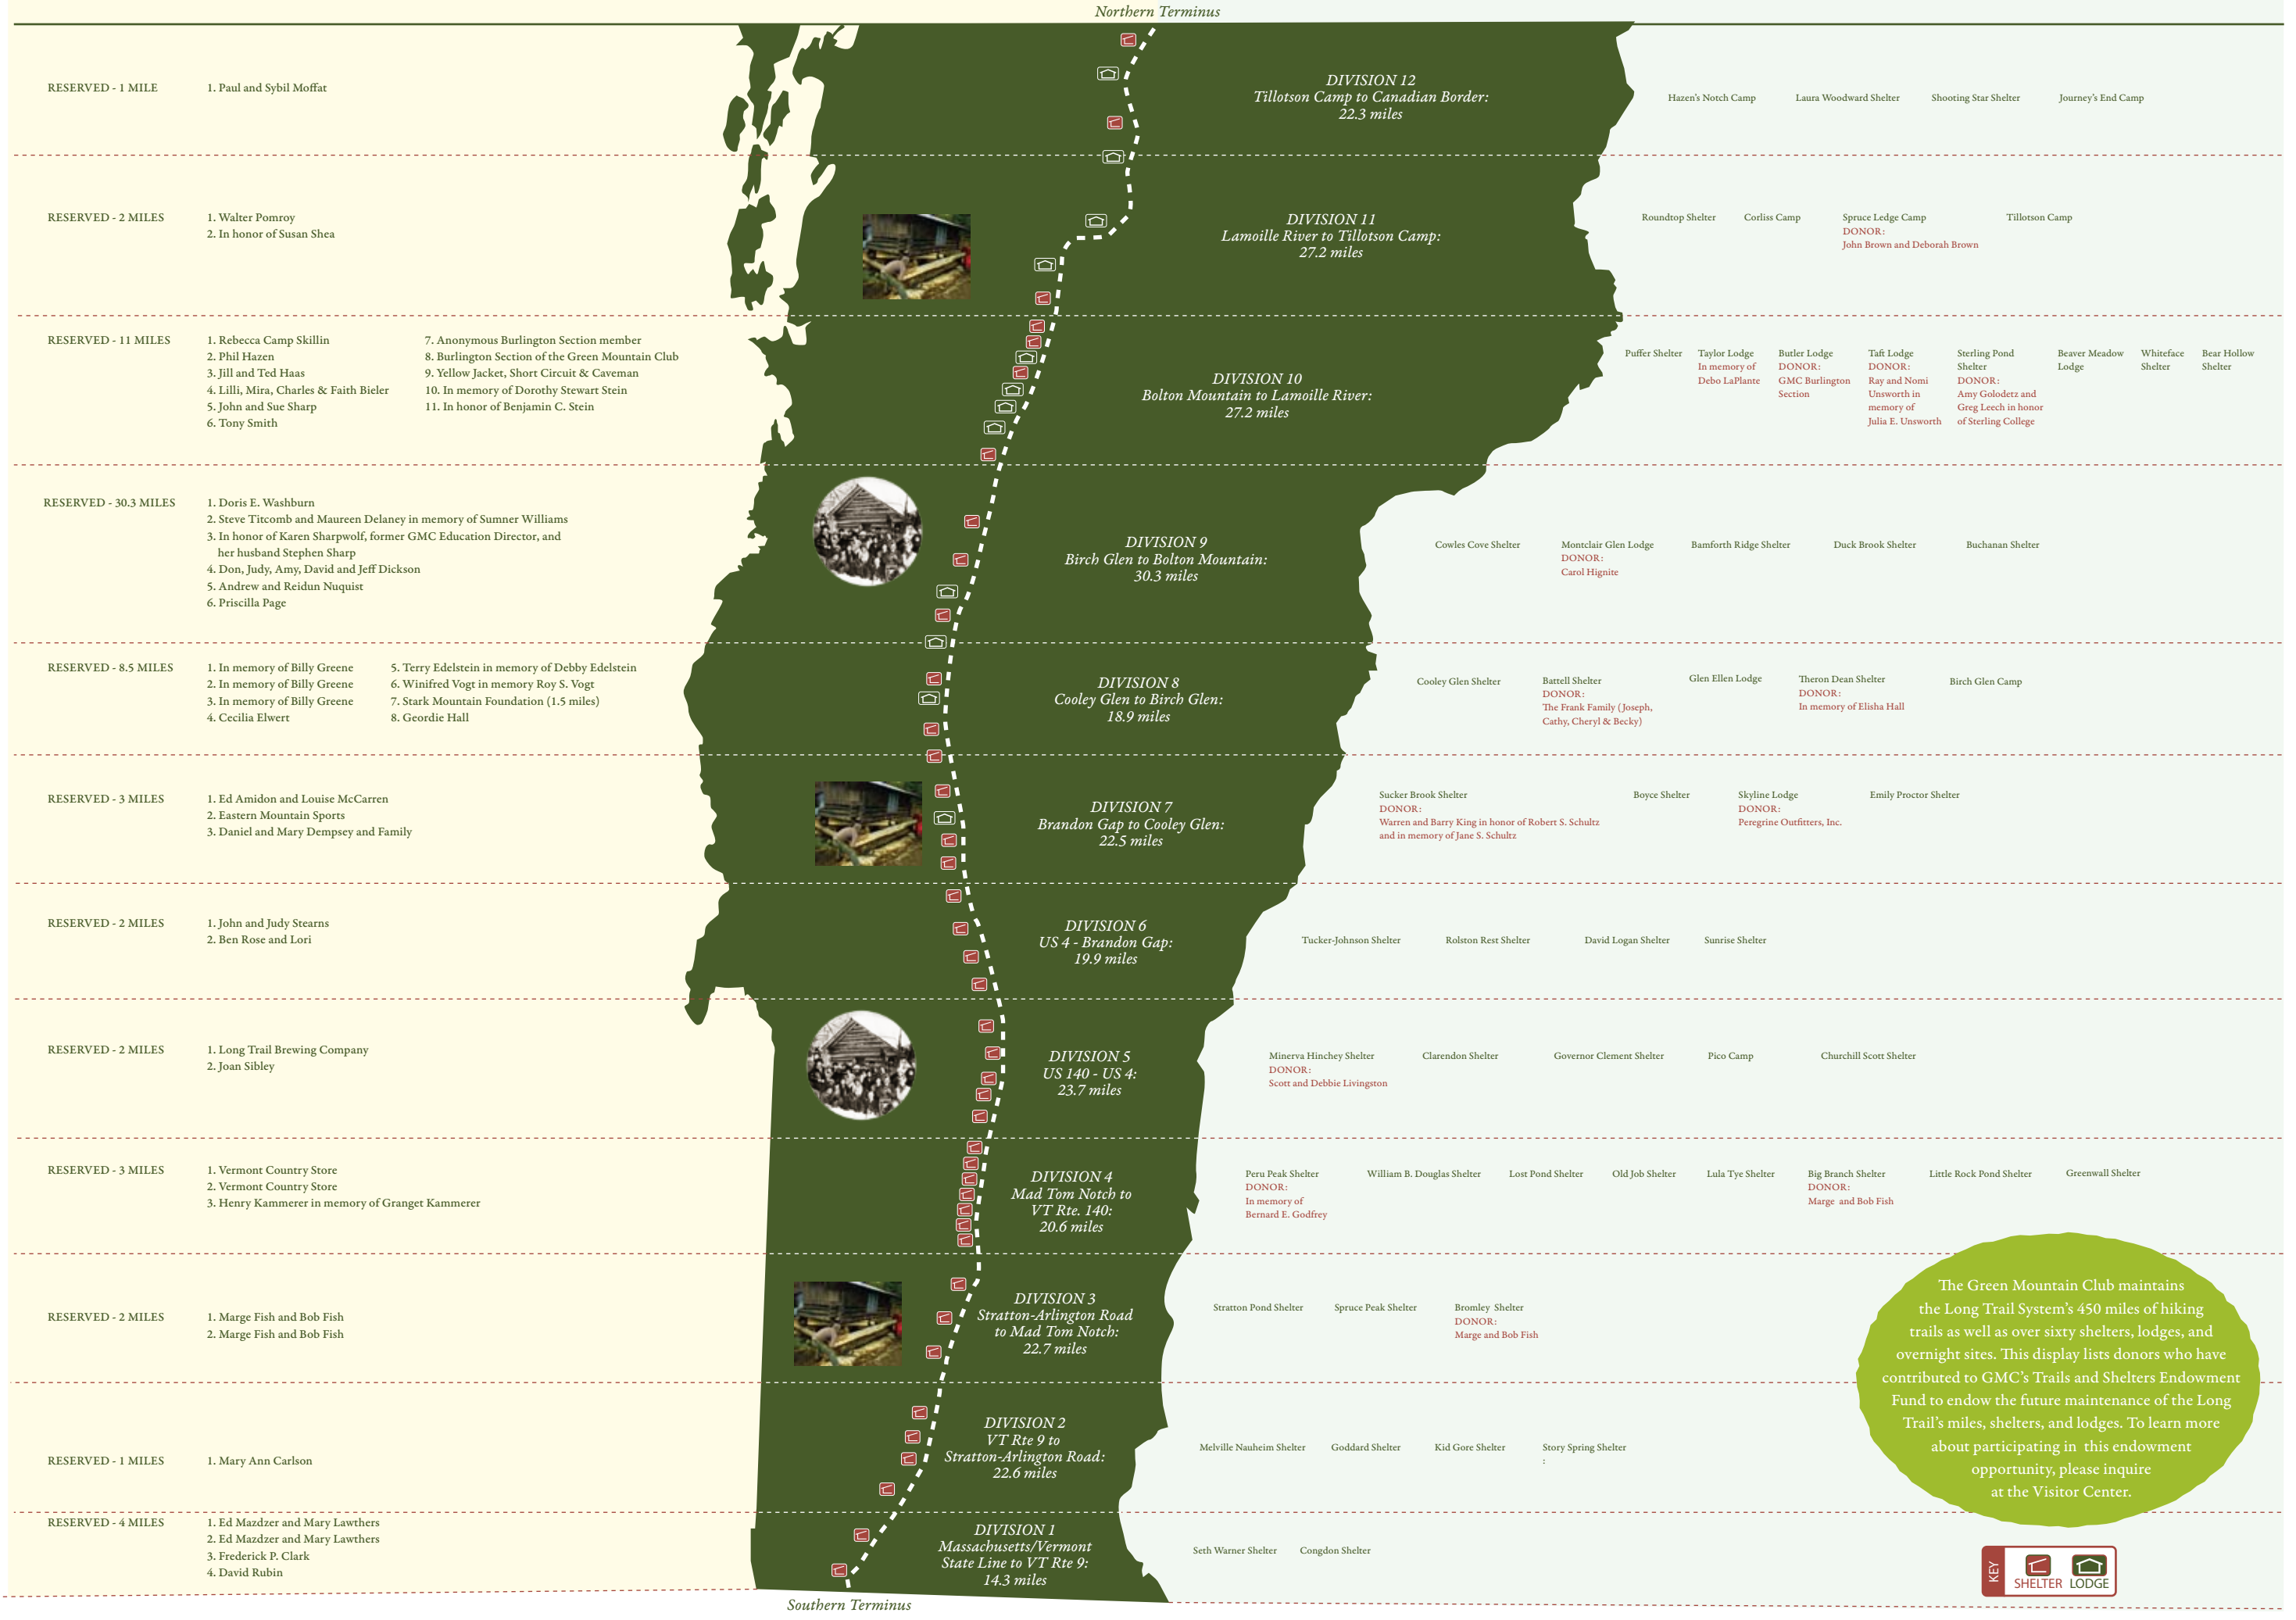 Northern Terminus
RESERVED - 1 MILE
1. Paul and Sybil Moffat
DIVISION 12
Tillotson Camp to Canadian Border:
22.3 miles
Hazen's Notch Camp
Laura Woodward Shelter
Shooting Star Shelter
Journey's End Camp
RESERVED - 2 MILES
1. Walter Pomroy
2. In honor of Susan Shea
DIVISION 11
Lamoille River to Tillotson Camp:
27.2 miles
Roundtop Shelter
Corliss Camp
Spruce Ledge Camp
DONOR:
John Brown and Deborah Brown
Tillotson Camp
RESERVED - 11 MILES
1. Rebecca Camp Skillin
2. Phil Hazen
3. Jill and Ted Haas
4. Lilli, Mira, Charles & Faith Bieler
5. John and Sue Sharp
6. Tony Smith
7. Anonymous Burlington Section member
8. Burlington Section of the Green Mountain Club
9. Yellow Jacket, Short Circuit & Caveman
10. In memory of Dorothy Stewart Stein
11. In honor of Benjamin C. Stein
DIVISION 10
Bolton Mountain to Lamoille River:
27.2 miles
Puffer Shelter
Taylor Lodge
In memory of
Debo LaPlante
Butler Lodge
DONOR:
GMC Burlington
Section
Taft Lodge
DONOR:
Ray and Nomi
Unsworth in
memory of
Julia E. Unsworth
Sterling Pond
Shelter
DONOR:
Amy Golodetz and
Greg Leech in honor
of Sterling College
Beaver Meadow
Lodge
Whiteface
Shelter
Bear Hollow
Shelter
RESERVED - 30.3 MILES
1. Doris E. Washburn
2. Steve Titcomb and Maureen Delaney in memory of Sumner Williams
3. In honor of Karen Sharpwolf, former GMC Education Director, and
her husband Stephen Sharp
4. Don, Judy, Amy, David and Jeff Dickson
5. Andrew and Reidun Nuquist
6. Priscilla Page
DIVISION 9
Birch Glen to Bolton Mountain:
30.3 miles
Cowles Cove Shelter
Montclair Glen Lodge
DONOR:
Carol Hignite
Bamforth Ridge Shelter
Duck Brook Shelter
Buchanan Shelter
RESERVED - 8.5 MILES
1. In memory of Billy Greene
2. In memory of Billy Greene
3. In memory of Billy Greene
4. Cecilia Elwert
5. Terry Edelstein in memory of Debby Edelstein
6. Winifred Vogt in memory Roy S. Vogt
7. Stark Mountain Foundation (1.5 miles)
8. Geordie Hall
DIVISION 8
Cooley Glen to Birch Glen:
18.9 miles
Cooley Glen Shelter
Battell Shelter
DONOR:
The Frank Family (Joseph,
Cathy, Cheryl & Becky)
Glen Ellen Lodge
Theron Dean Shelter
DONOR:
In memory of Elisha Hall
Birch Glen Camp
RESERVED - 3 MILES
1. Ed Amidon and Louise McCarren
2. Eastern Mountain Sports
3. Daniel and Mary Dempsey and Family
DIVISION 7
Brandon Gap to Cooley Glen:
22.5 miles
Sucker Brook Shelter
DONOR:
Warren and Barry King in honor of Robert S. Schultz
and in memory of Jane S. Schultz
Boyce Shelter
Skyline Lodge
DONOR:
Peregrine Outfitters, Inc.
Emily Proctor Shelter
RESERVED - 2 MILES
1. John and Judy Stearns
2. Ben Rose and Lori
DIVISION 6
US 4 - Brandon Gap:
19.9 miles
Tucker-Johnson Shelter
Rolston Rest Shelter
David Logan Shelter
Sunrise Shelter
RESERVED - 2 MILES
1. Long Trail Brewing Company
2. Joan Sibley
DIVISION 5
US 140 - US 4:
23.7 miles
Minerva Hinchey Shelter
DONOR:
Scott and Debbie Livingston
Clarendon Shelter
Governor Clement Shelter
Pico Camp
Churchill Scott Shelter
RESERVED - 3 MILES
1. Vermont Country Store
2. Vermont Country Store
3. Henry Kammerer in memory of Granget Kammerer
DIVISION 4
Mad Tom Notch to
VT Rte. 140:
20.6 miles
Peru Peak Shelter
DONOR:
In memory of
Bernard E. Godfrey
William B. Douglas Shelter
Lost Pond Shelter
Old Job Shelter
Lula Tye Shelter
Big Branch Shelter
DONOR:
Marge and Bob Fish
Little Rock Pond Shelter
Greenwall Shelter
RESERVED - 2 MILES
1. Marge Fish and Bob Fish
2. Marge Fish and Bob Fish
DIVISION 3
Stratton-Arlington Road
to Mad Tom Notch:
22.7 miles
Stratton Pond Shelter
Spruce Peak Shelter
Bromley Shelter
DONOR:
Marge and Bob Fish
RESERVED - 1 MILES
1. Mary Ann Carlson
DIVISION 2
VT Rte 9 to
Stratton-Arlington Road:
22.6 miles
Melville Nauheim Shelter
Goddard Shelter
Kid Gore Shelter
Story Spring Shelter
:
RESERVED - 4 MILES
1. Ed Mazdzer and Mary Lawthers
2. Ed Mazdzer and Mary Lawthers
3. Frederick P. Clark
4. David Rubin
DIVISION 1
Massachusetts/Vermont
State Line to VT Rte 9:
14.3 miles
Seth Warner Shelter
Congdon Shelter
Southern Terminus
The Green Mountain Club maintains
the Long Trail System's 450 miles of hiking
trails as well as over sixty shelters, lodges, and
overnight sites. This display lists donors who have
contributed to GMC's Trails and Shelters Endowment
Fund to endow the future maintenance of the Long
Trail's miles, shelters, and lodges. To learn more
about participating in this endowment
opportunity, please inquire
at the Visitor Center.
KEY
SHELTER
LODGE